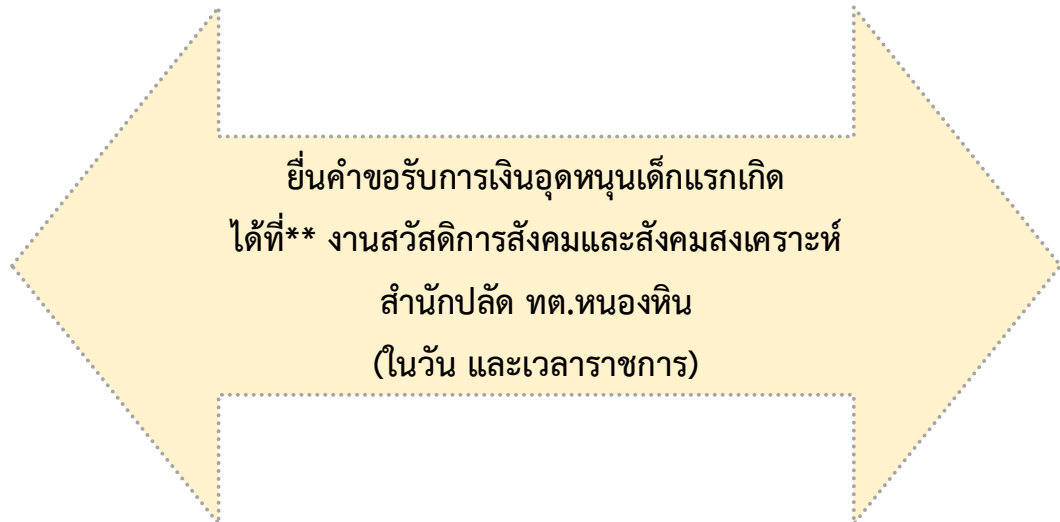 ยื่นคำขอรับการเงินอุดหนุนเด็กแรกเกิด
ได้ที่** งานสวัสดิการสังคมและสังคมสงเคราะห์
สำนักปลัด ทต.หนองหิน
(ในวัน และเวลาราชการ)